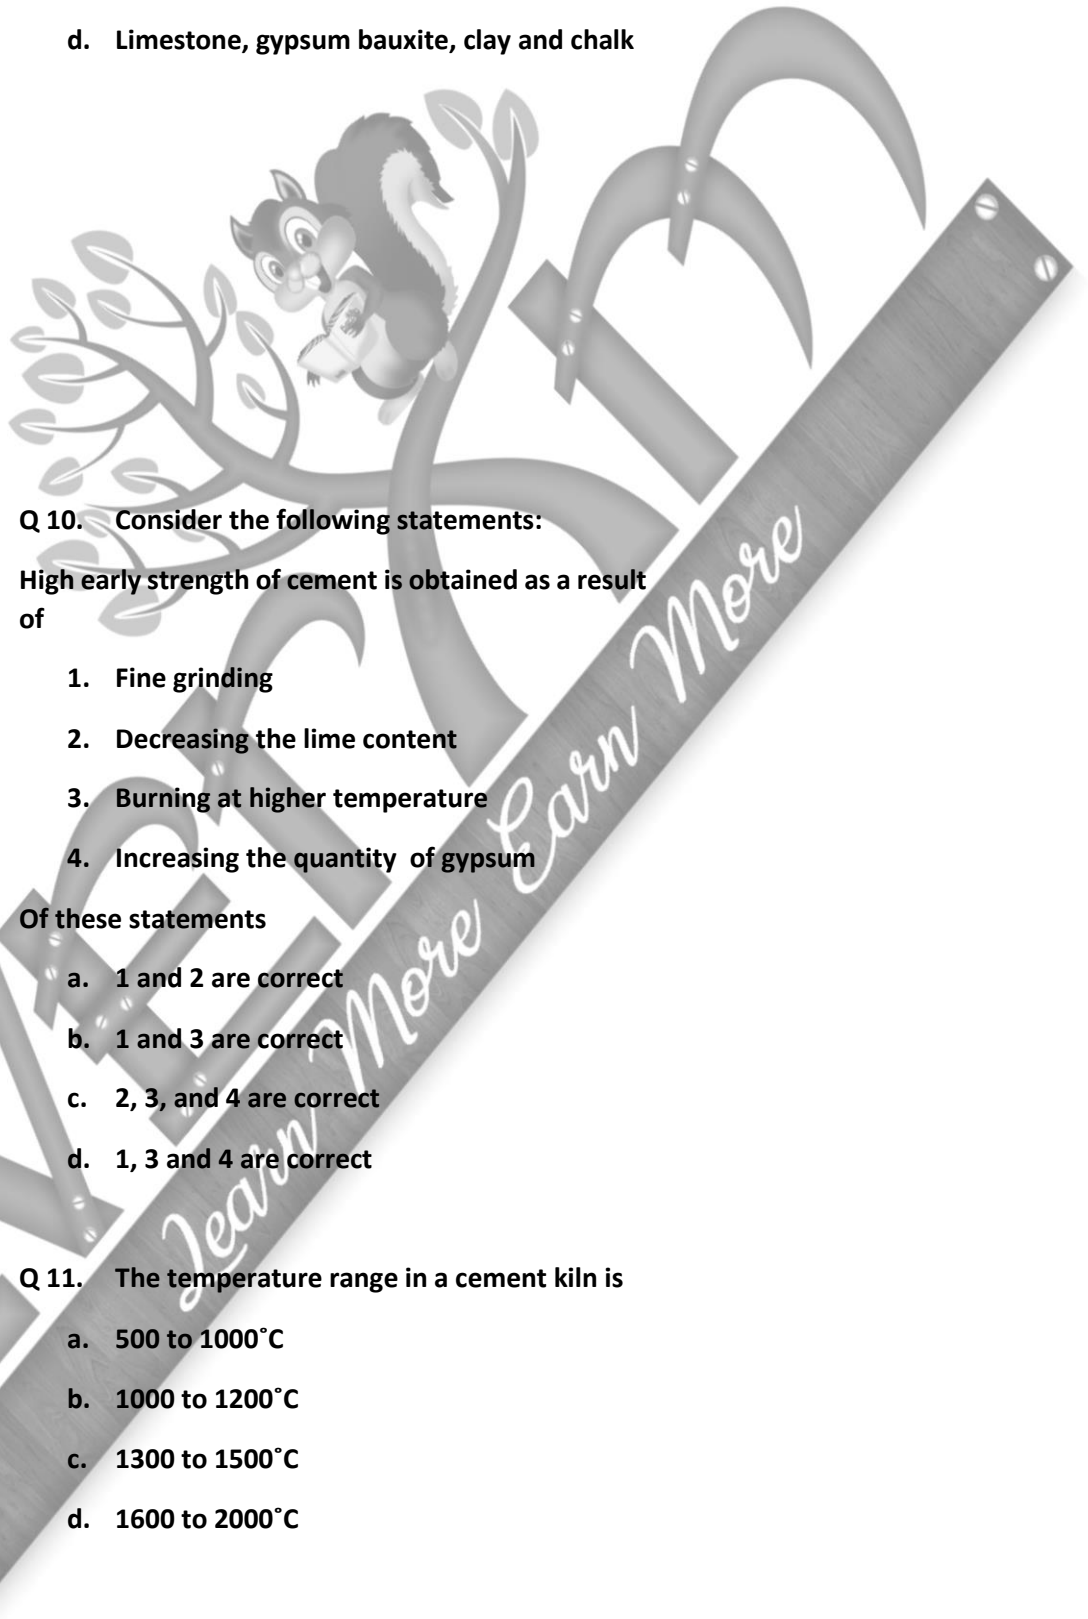 d. Limestone, gypsum bauxite, clay and chalk
Q 10. Consider the following statements:
High early strength of cement is obtained as a result
of
1. Fine grinding
2. Decreasing the lime content
3. Burning at higher temperature
4. Increasing the quantity of gypsum
Of these statements
a. 1 and 2 are correct
b. 1 and 3 are correct
c. 2, 3, and 4 are correct
d. 1, 3 and 4 are correct
Q 11. The temperature range in a cement kiln is
a. 500 to 1000˚C
b. 1000 to 1200˚C
c. 1300 to 1500˚C
d. 1600 to 2000˚C
Learn More Earn More